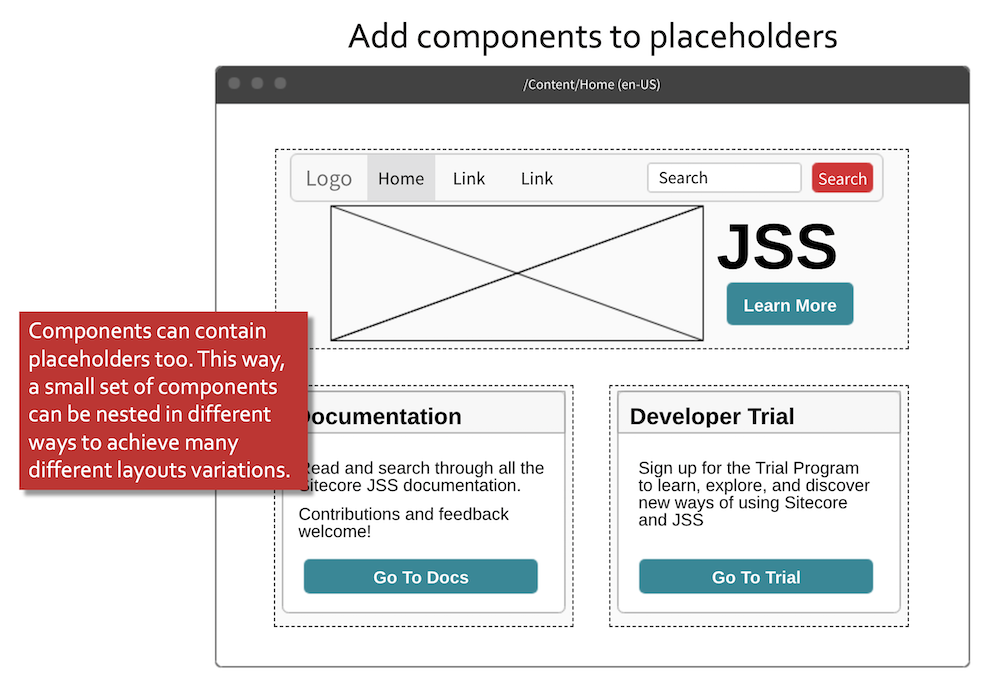 Add components to placeholders
/Content/Home (en-US)
Logo Home Link Link Search Search
JSS
Learn More
Components can contain
placeholders too. This way,
a small set of components
can be nested in different
ways to achieve many
different layouts variations.
ocumentation
ead and search through all the
Sitecore JSS documentation.
Contributions and feedback
welcome!
Go To Docs
Developer Trial
Sign up for the Trial Program
to learn, explore, and discover
new ways of using Sitecore
and JSS
Go To Trial